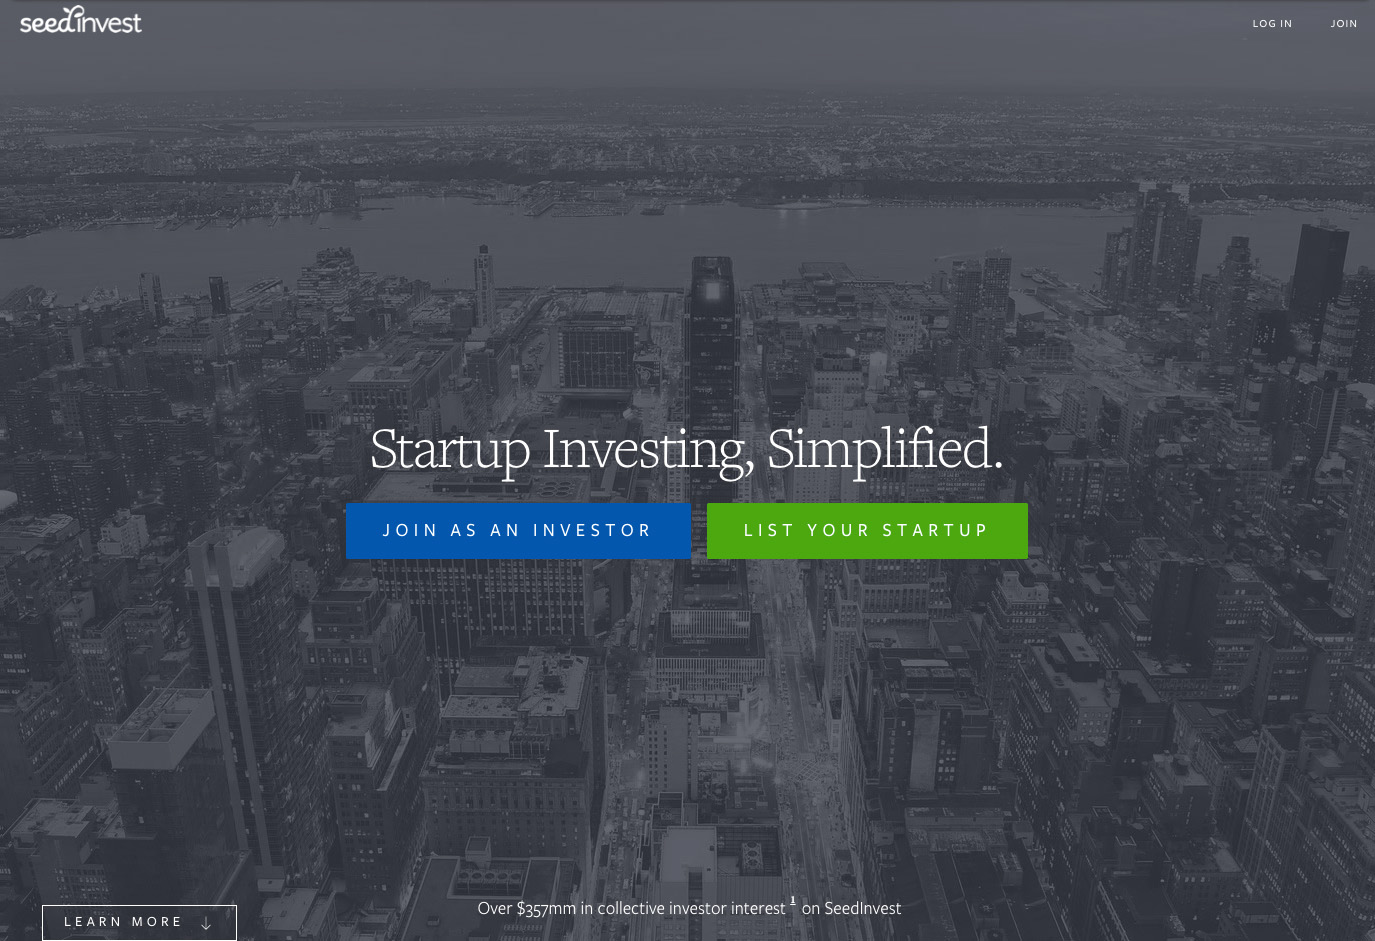 seedinvest
LOG IN
JOIN
Startup Investing, Simplified.
JOIN AS AN INVESTOR
LIST YOUR STARTUP
Over $357mm in collective investor interest 1 on SeedInvest
LEARN MORE ↓